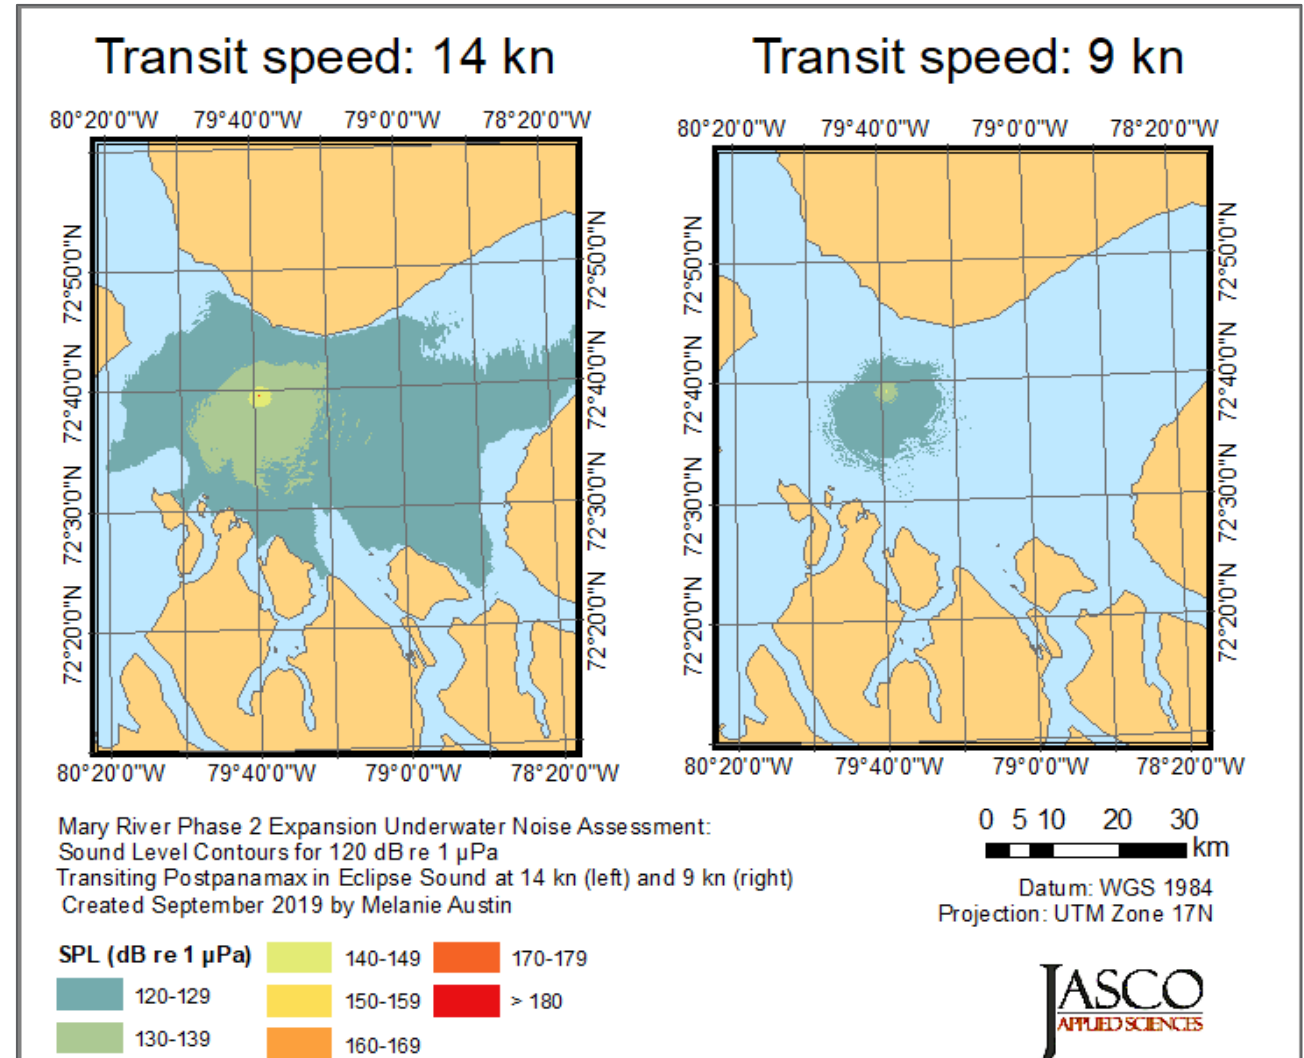 Transit speed: 14 kn
80°20'0"W 79°40'0"W 79°0'0"W 78°20'0"W
72°50'0"N 72°50'0"N
72°40'0"N 72°40'0"N
72°30'0"N 72°30'0"N
72°20'0"N 72°20'0"N
80°20'0"W 79°40'0"W 79°0'0"W 78°20'0"W
Transit speed: 9 kn
80°20'0"W 79°40'0"W 79°0'0"W 78°20'0"W
72°50'0"N 72°50'0"N
72°40'0"N 72°40'0"N
72°30'0"N 72°30'0"N
72°20'0"N 72°20'0"N
80°20'0"W 79°40'0"W 79°0'0"W 78°20'0"W
Mary River Phase 2 Expansion Underwater Noise Assessment:
Sound Level Contours for 120 dB re 1 µPa
Transiting Postpanamax in Eclipse Sound at 14 kn (left) and 9 kn (right)
Created September 2019 by Melanie Austin
0 5 10 20 30
km
Datum: WGS 1984
Projection: UTM Zone 17N
SPL (dB re 1 µPa)
120-129
130-139
140-149
150-159
160-169
170-179
> 180
JASCO
APPLIED SCIENCES